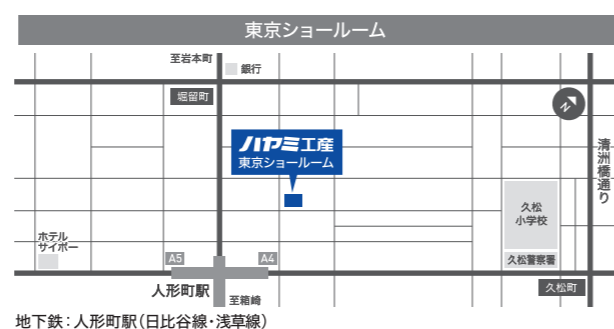 東京ショールーム
至岩本町
銀行
堀留町
N
ハヤミ工産
東京ショールーム
清洲橋通り
久松
小学校
ホテル
サイボー
A5
A4
久松警察署
人形町駅
至箱崎
久松町
地下鉄：人形町駅（日比谷線・浅草線）